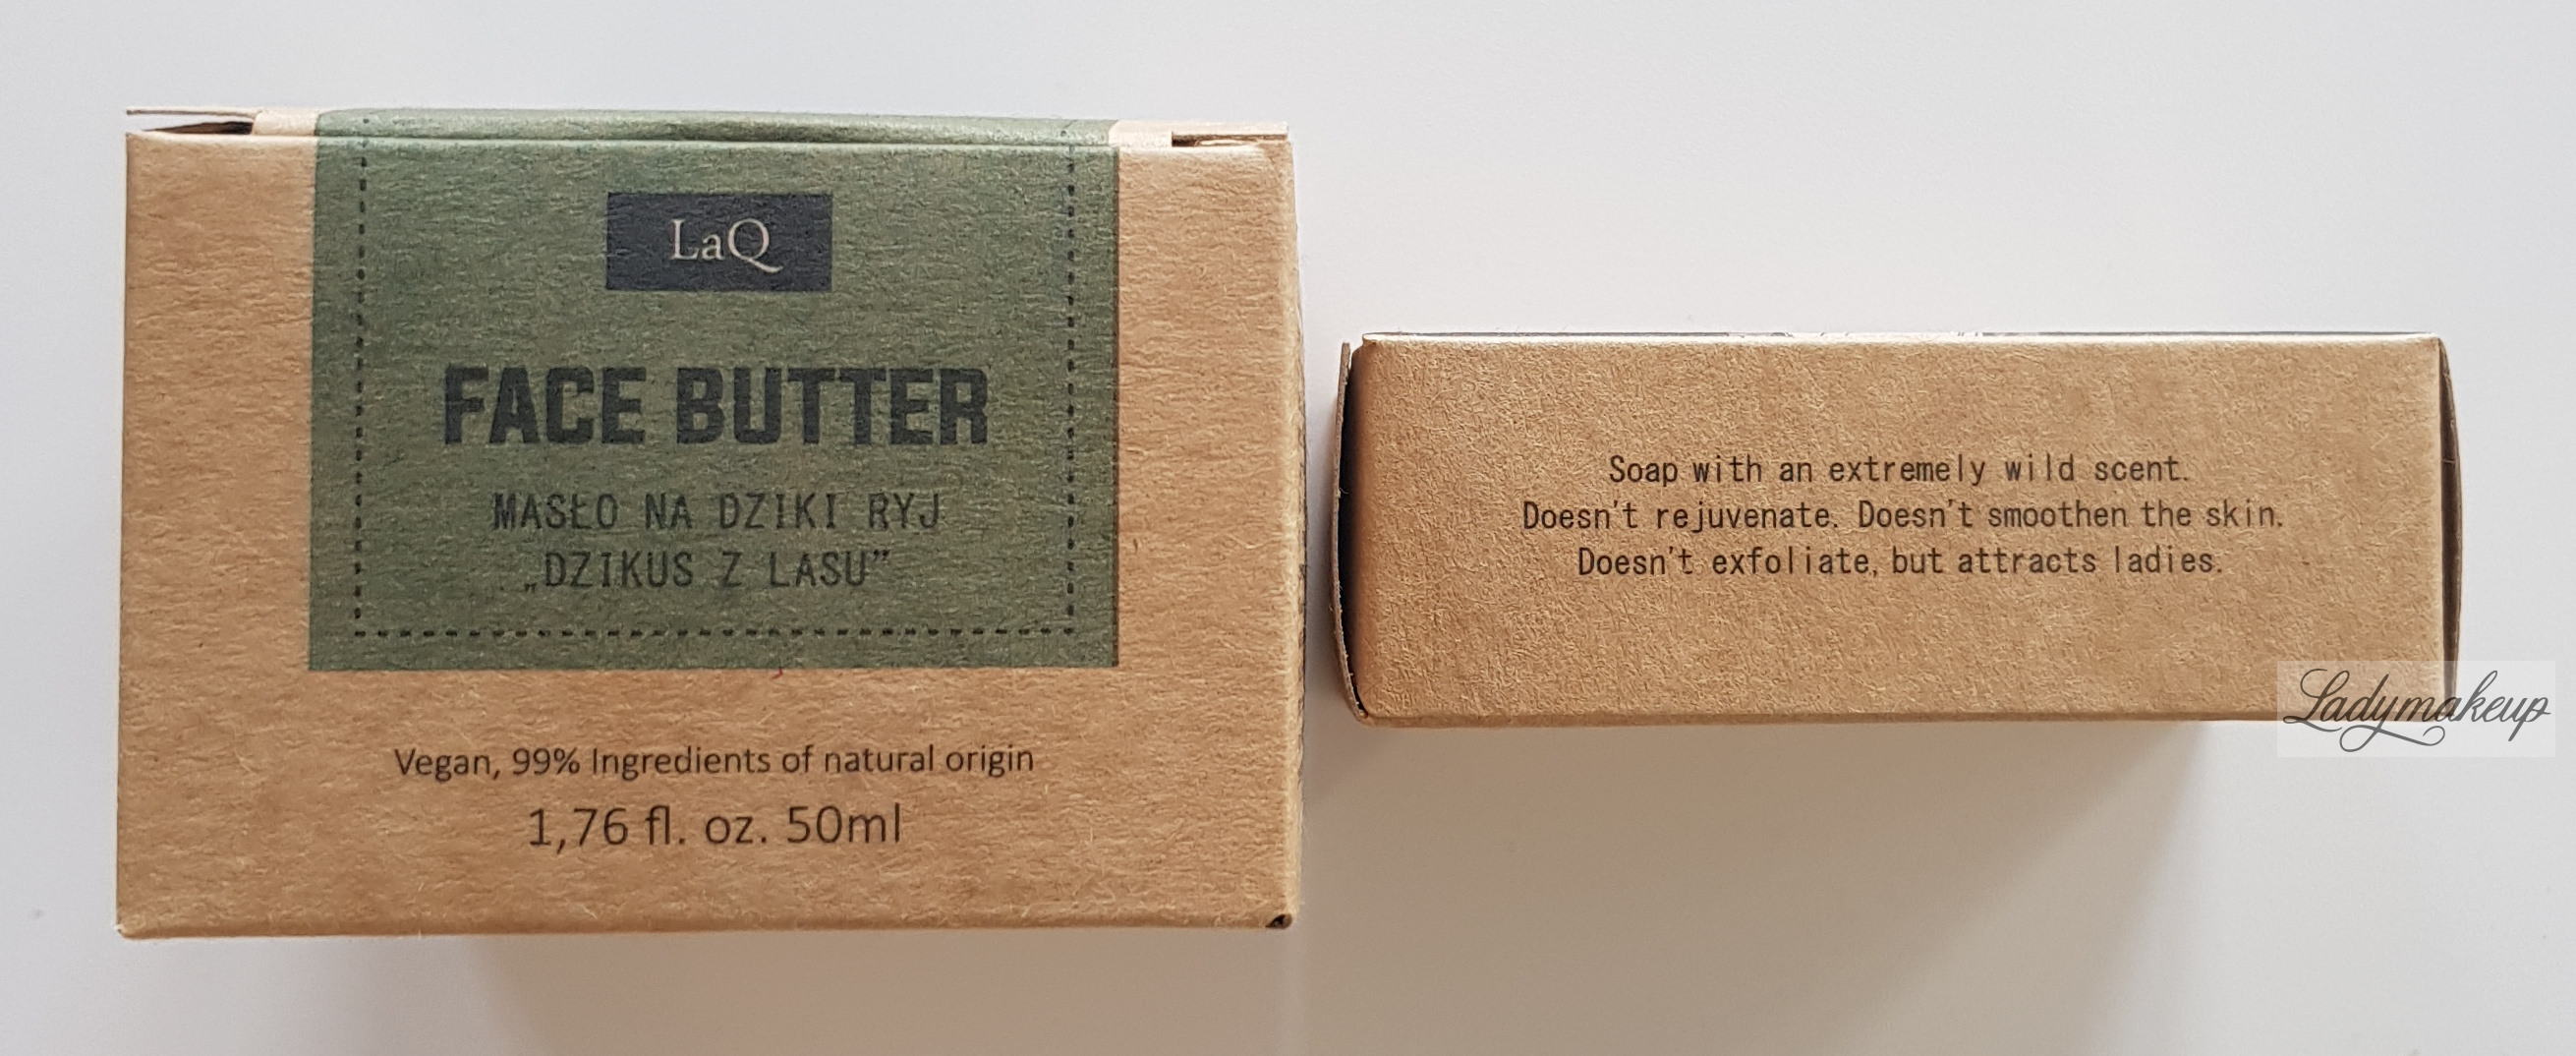 LaQ
FACE BUTTER
MASŁO NA DZIKI RYJ
„DZIKUS Z LASU”
Vegan, 99% Ingredients of natural origin
1,76 fl. oz. 50ml
Soap with an extremely wild scent.
Doesn't rejuvenate. Doesn't smoothen the skin.
Doesn't exfoliate, but attracts ladies.
Ladymakeup